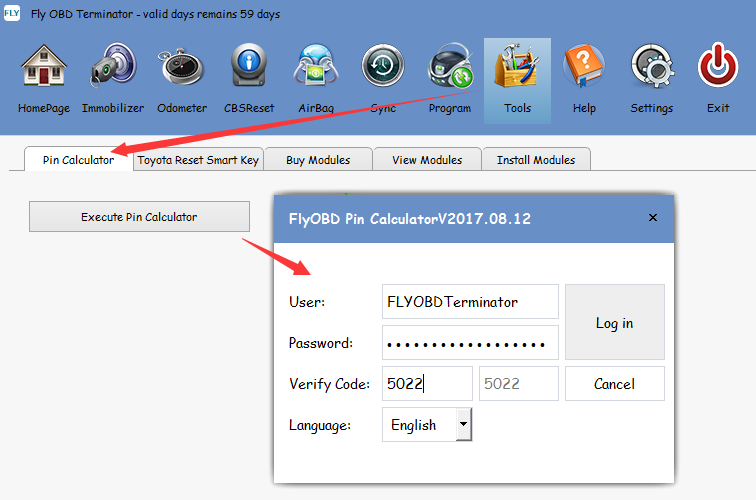 FLY Fly OBD Terminator - valid days remains 59 days
HomePage Immobilizer Odometer CBSReset AirBag Sync Program Tools Help Settings Exit
Pin Calculator Toyota Reset Smart Key Buy Modules View Modules Install Modules
Execute Pin Calculator
FlyOBD Pin CalculatorV2017.08.12 ×
User: FLYOBDTerminator
Log in
Password: ••••••••••••••••••
Verify Code: 5022 5022 Cancel
Language: English